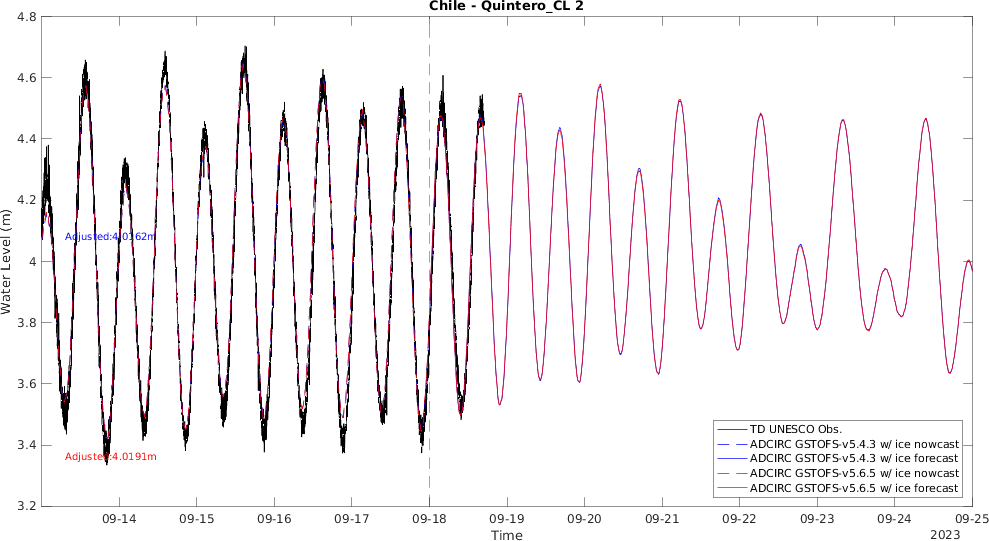 Chile - Quintero_CL 2
4.8
4.6
4.4
4.2
4
3.8
3.6
3.4
3.2
Water Level (m)
Adjusted:4.0162m
Adjusted:4.0191m
TD UNESCO Obs.
ADCIRC GSTOFS-v5.4.3 w/ ice nowcast
ADCIRC GSTOFS-v5.4.3 w/ ice forecast
ADCIRC GSTOFS-v5.6.5 w/ ice nowcast
ADCIRC GSTOFS-v5.6.5 w/ ice forecast
09-14 09-15 09-16 09-17 09-18 09-19 09-20 09-21 09-22 09-23 09-24 09-25
Time
2023